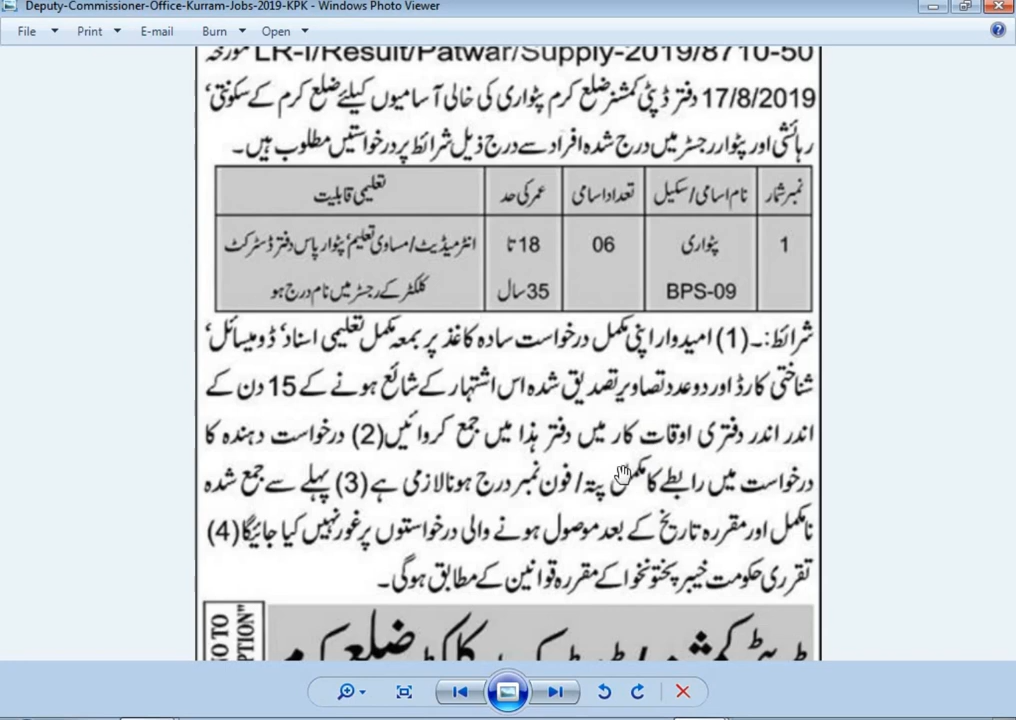 Deputy-Commissioner-Office-Kurram-Jobs-2019-KPK - Windows Photo Viewer
File Print E-mail Burn Open
LR-I/Result/Patwar/Supply-2019/8710-50 مورخہ
17/8/2019 دفتر ڈپٹی کمشنر ضلع کرم پٹواری کی خالی آسامیوں کیلئے ضلع کرم کے سکونتی'
رہائشی اور پٹوار رجسٹر میں درج شدہ افراد سے درج ذیل شرائط پر درخواستیں مطلوب ہیں۔
نمبر شمار نام اسامی/سکیل تعداد اسامی عمر کی حد تعلیمی قابلیت
1 پٹواری 06 18 تا انٹرمیڈیٹ/مساوی تعلیم' پٹوار پاس دفتر ڈسٹرکٹ
BPS-09 35 سال کلکٹر کے رجسٹر میں نام درج ہو
شرائط:۔(1) امیدوار اپنی مکمل درخواست سادہ کاغذ پر بمعہ مکمل تعلیمی اسناد' ڈومیسائل'
شناختی کارڈ اور دو عدد تصاویر تصدیق شدہ اس اشتہار کے شائع ہونے کے 15 دن کے
اندر اندر دفتری اوقات کار میں دفتر ہذا میں جمع کروائیں(2) درخواست دہندہ کا
درخواست میں رابطے کا مکمل پتہ/فون نمبر درج ہونا لازمی ہے(3) پہلے سے جمع شدہ
نامکمل اور مقررہ تاریخ کے بعد موصول ہونے والی درخواستوں پر غور نہیں کیا جائیگا(4)
تقرری حکومت خیبر پختونخوا کے مقررہ قوانین کے مطابق ہوگی۔